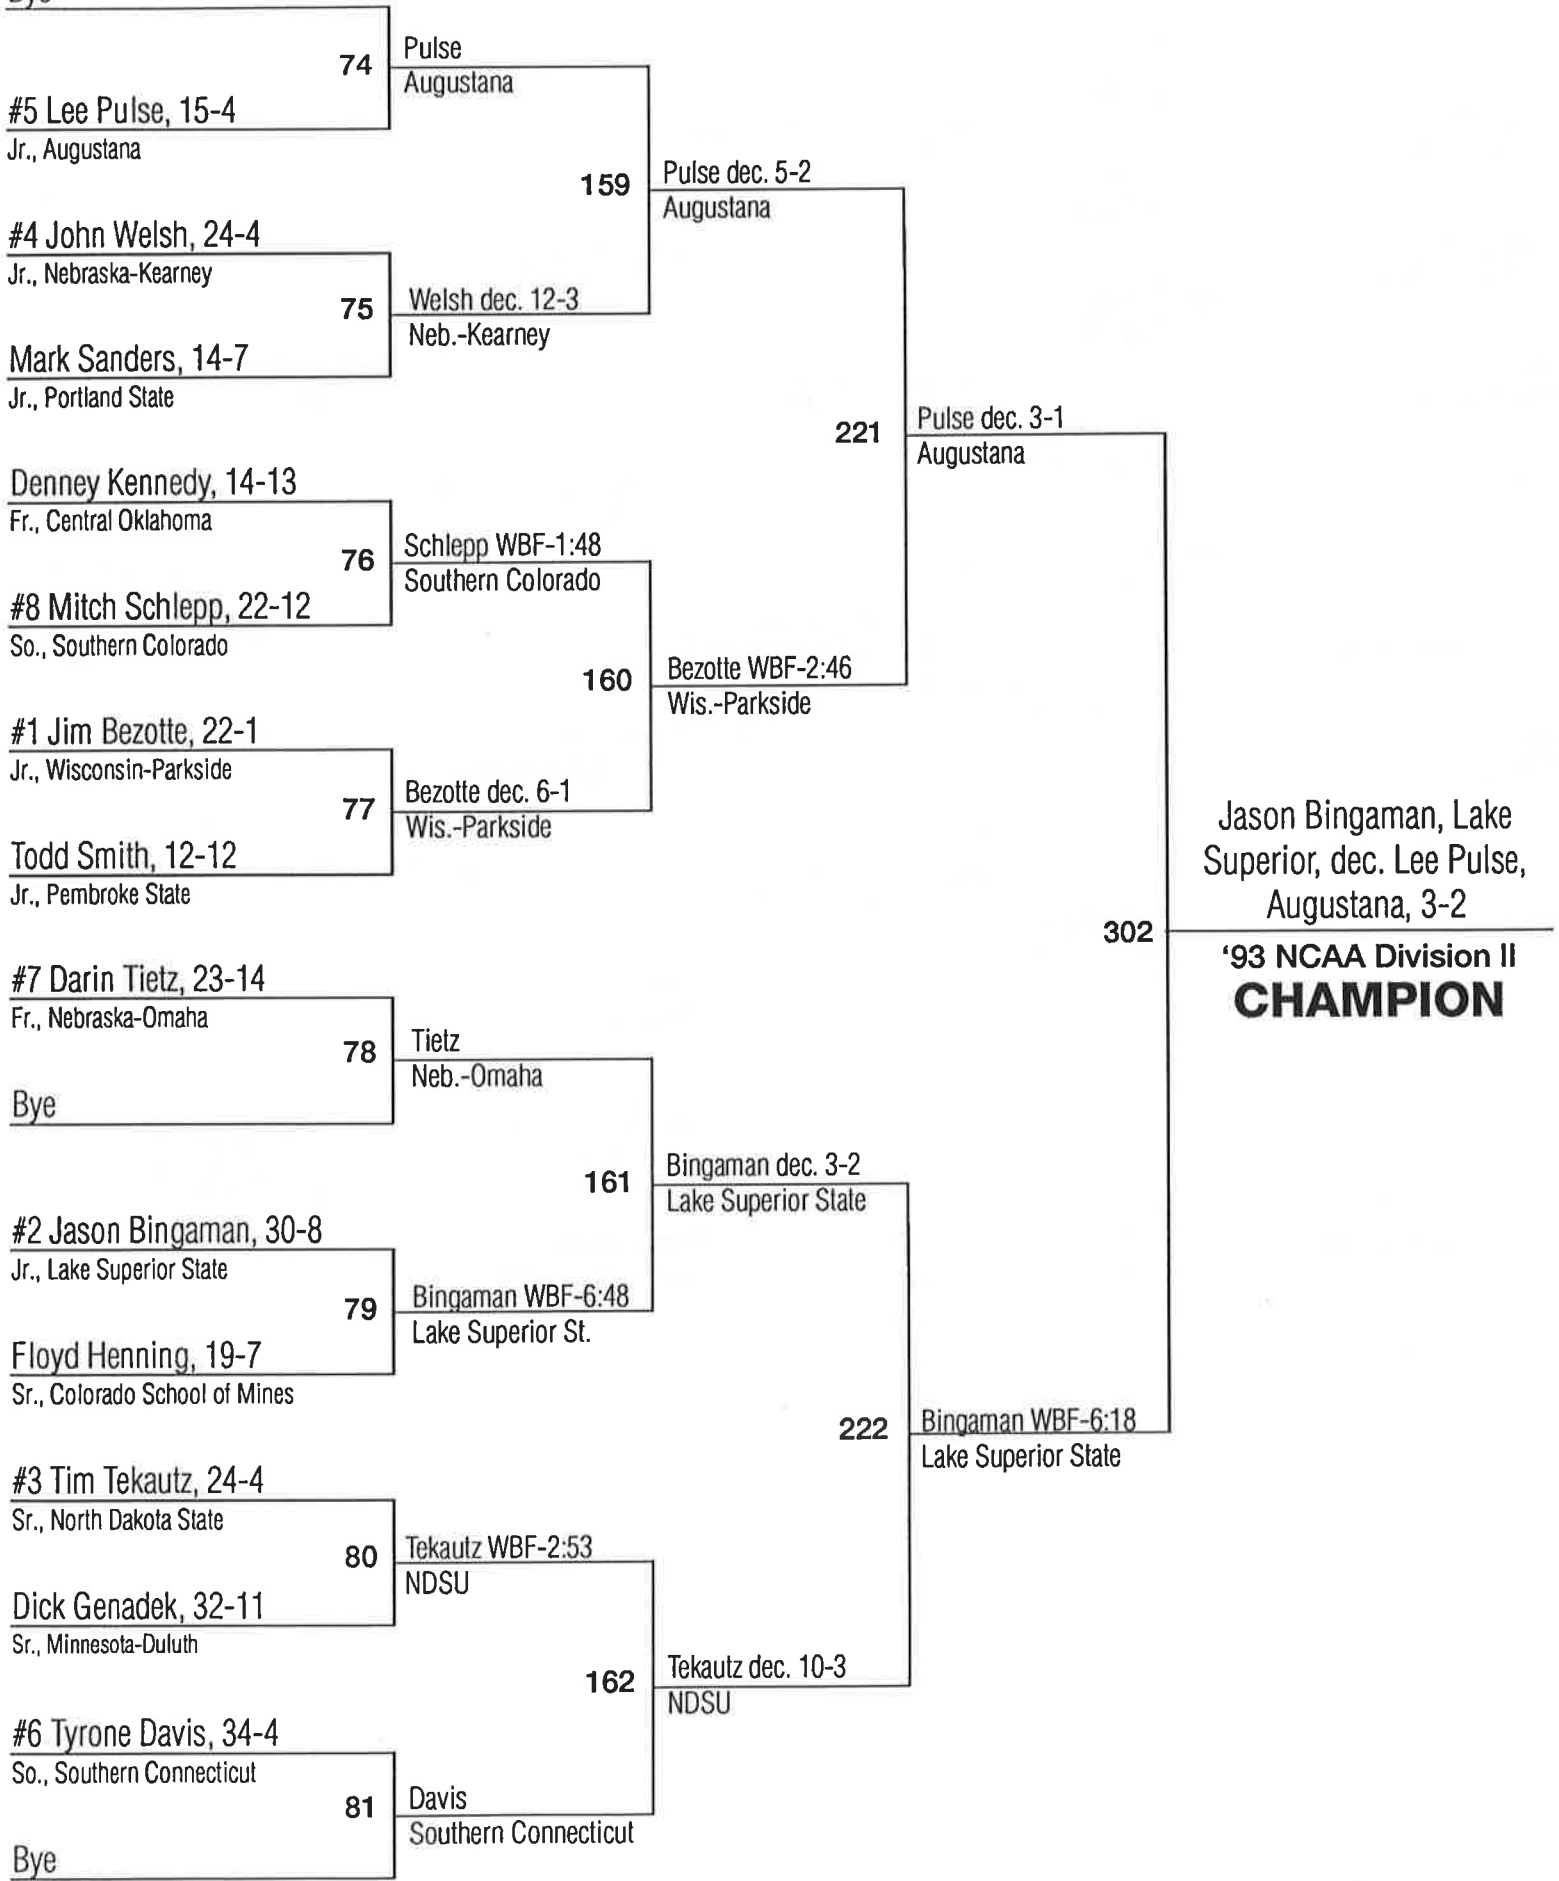 Bye
74
Pulse
Augustana
#5 Lee Pulse, 15-4
Jr., Augustana
159
Pulse dec. 5-2
Augustana
#4 John Welsh, 24-4
Jr., Nebraska-Kearney
75
Welsh dec. 12-3
Neb.-Kearney
Mark Sanders, 14-7
Jr., Portland State
221
Pulse dec. 3-1
Augustana
Denney Kennedy, 14-13
Fr., Central Oklahoma
76
Schlepp WBF-1:48
Southern Colorado
#8 Mitch Schlepp, 22-12
So., Southern Colorado
160
Bezotte WBF-2:46
Wis.-Parkside
#1 Jim Bezotte, 22-1
Jr., Wisconsin-Parkside
77
Bezotte dec. 6-1
Wis.-Parkside
Todd Smith, 12-12
Jr., Pembroke State
302
Jason Bingaman, Lake
Superior, dec. Lee Pulse,
Augustana, 3-2
‘93 NCAA Division II
CHAMPION
#7 Darin Tietz, 23-14
Fr., Nebraska-Omaha
78
Tietz
Neb.-Omaha
Bye
161
Bingaman dec. 3-2
Lake Superior State
#2 Jason Bingaman, 30-8
Jr., Lake Superior State
79
Bingaman WBF-6:48
Lake Superior St.
Floyd Henning, 19-7
Sr., Colorado School of Mines
222
Bingaman WBF-6:18
Lake Superior State
#3 Tim Tekautz, 24-4
Sr., North Dakota State
80
Tekautz WBF-2:53
NDSU
Dick Genadek, 32-11
Sr., Minnesota-Duluth
162
Tekautz dec. 10-3
NDSU
#6 Tyrone Davis, 34-4
So., Southern Connecticut
81
Davis
Southern Connecticut
Bye